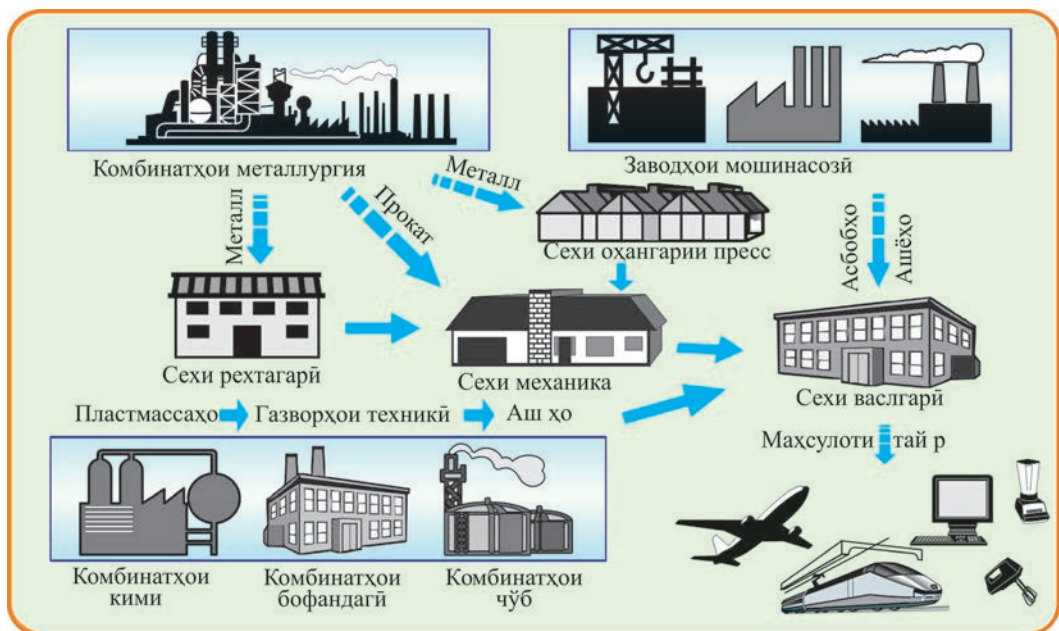 Комбинатҳои металлургия
Заводҳои мошинасозӣ
Металл
Прокат
Металл
Сехи оҳангарии пресс
Асбобҳо
Ашёҳо
Сехи рехтагарӣ
Сехи механика
Сехи васлгарӣ
Пластмассаҳо
Газворҳои техникӣ
Аш ҳо
Маҳсулоти тай р
Комбинатҳои
кими
Комбинатҳои
бофандагӣ
Комбинатҳои
чӯб